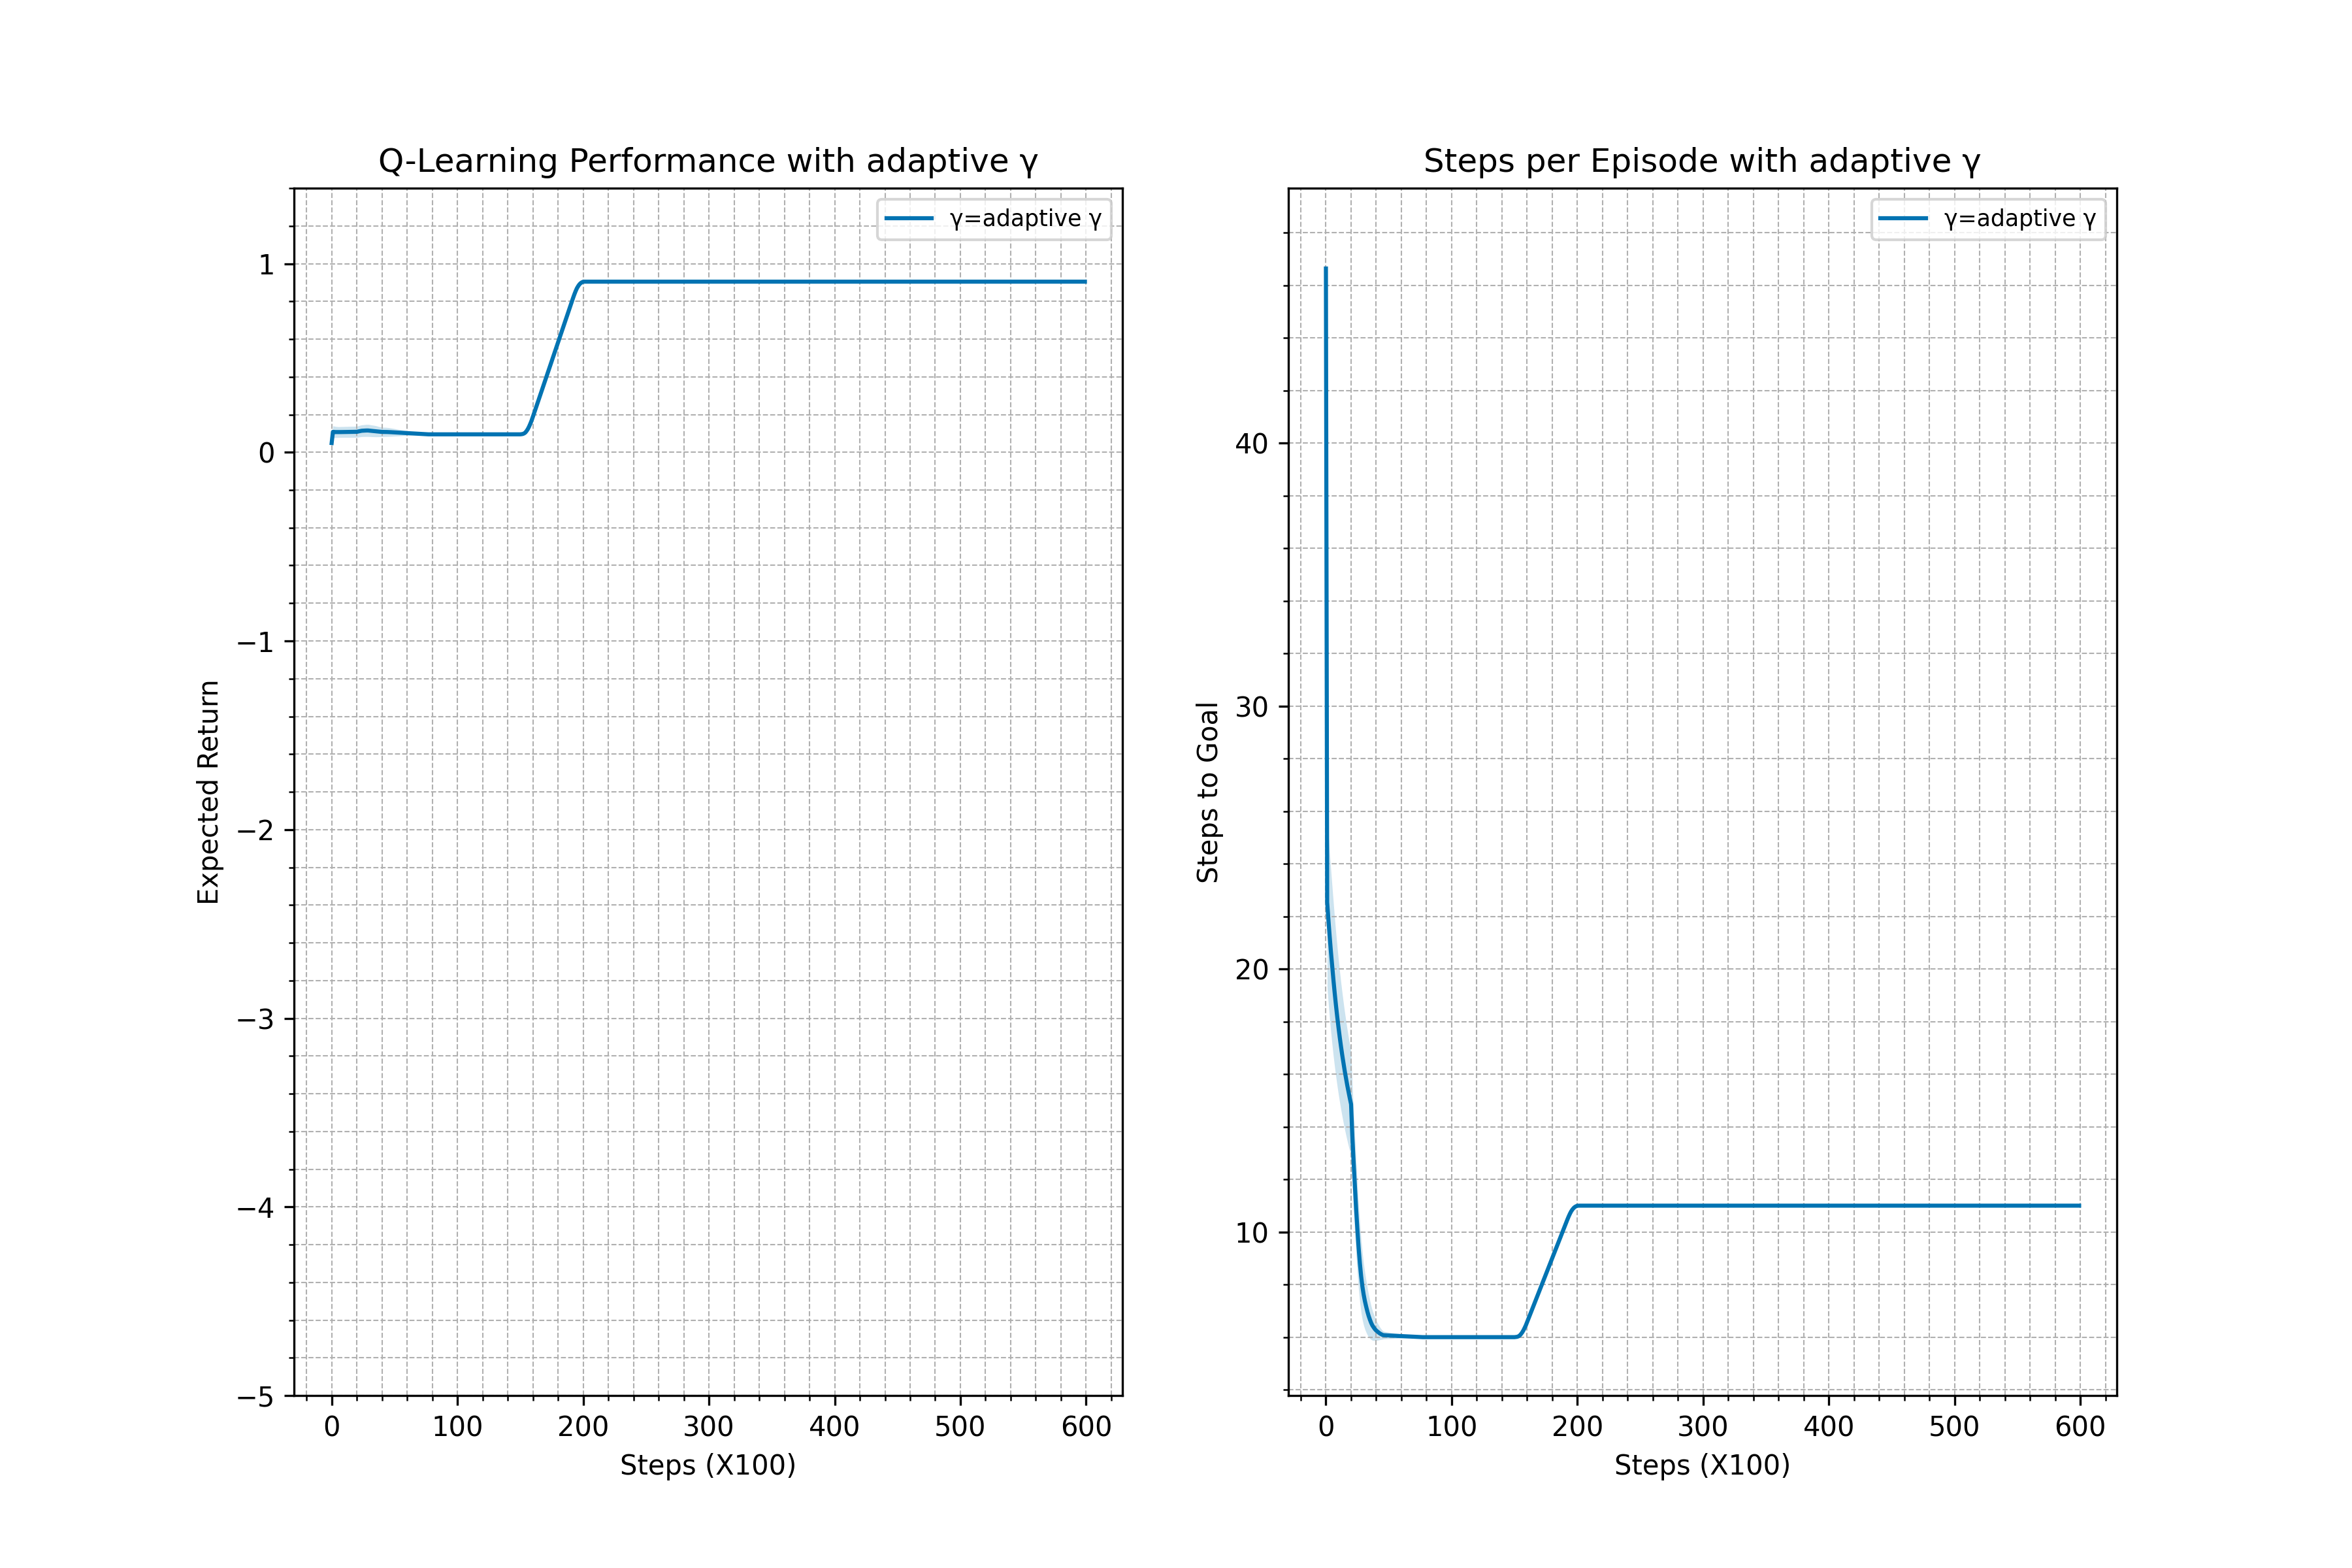 Q-Learning Performance with adaptive γ
γ=adaptive γ
1
0
−1
−2
−3
−4
−5
Expected Return
0 100 200 300 400 500 600
Steps (X100)
Steps per Episode with adaptive γ
γ=adaptive γ
40
30
20
10
Steps to Goal
0 100 200 300 400 500 600
Steps (X100)